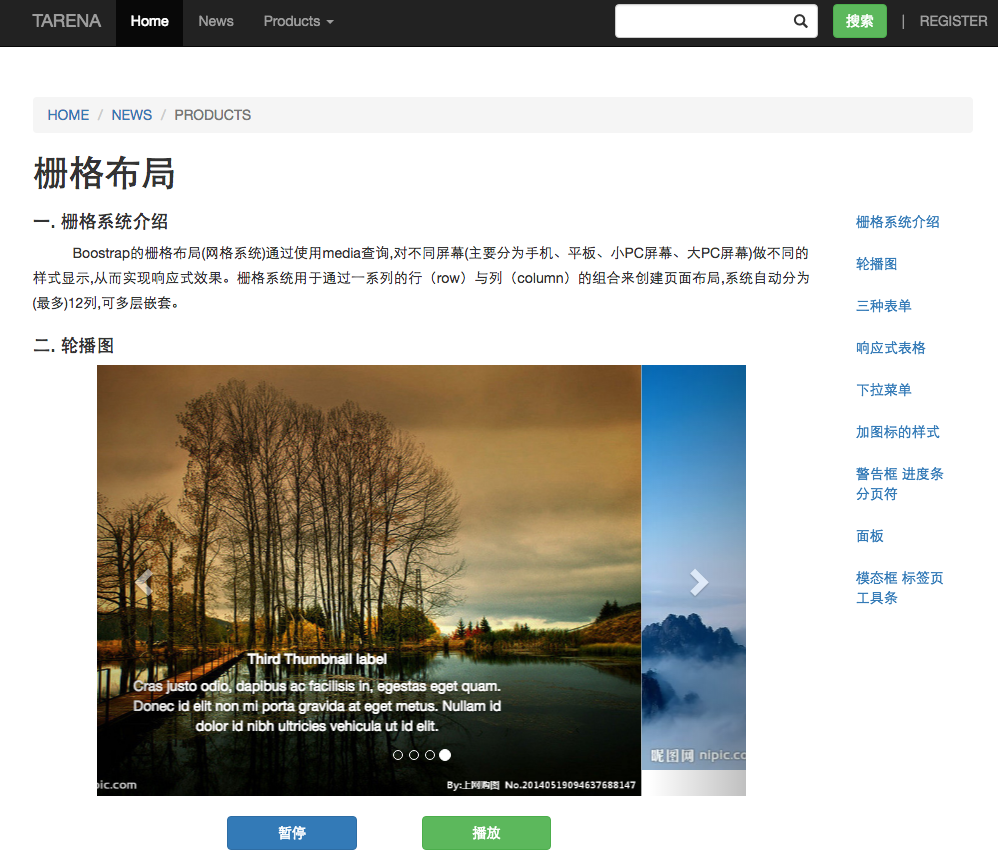 TARENA Home News Products 搜索 | REGISTER
HOME / NEWS / PRODUCTS
栅格布局
一. 栅格系统介绍
Boostrap的栅格布局(网格系统)通过使用media查询,对不同屏幕(主要分为手机、平板、小PC屏幕、大PC屏幕)做不同的
样式显示,从而实现响应式效果。栅格系统用于通过一系列的行（row）与列（column）的组合来创建页面布局,系统自动分为
(最多)12列,可多层嵌套。
二. 轮播图
Third Thumbnail label
Cras justo odio, dapibus ac facilisis in, egestas eget quam.
Donec id elit non mi porta gravida at eget metus. Nullam id
dolor id nibh ultricies vehicula ut id elit.
pic.com
By:上网购图 No.20140519094637688147
昵图网 nipic.cc
暂停
播放
栅格系统介绍
轮播图
三种表单
响应式表格
下拉菜单
加图标的样式
警告框 进度条
分页符
面板
模态框 标签页
工具条